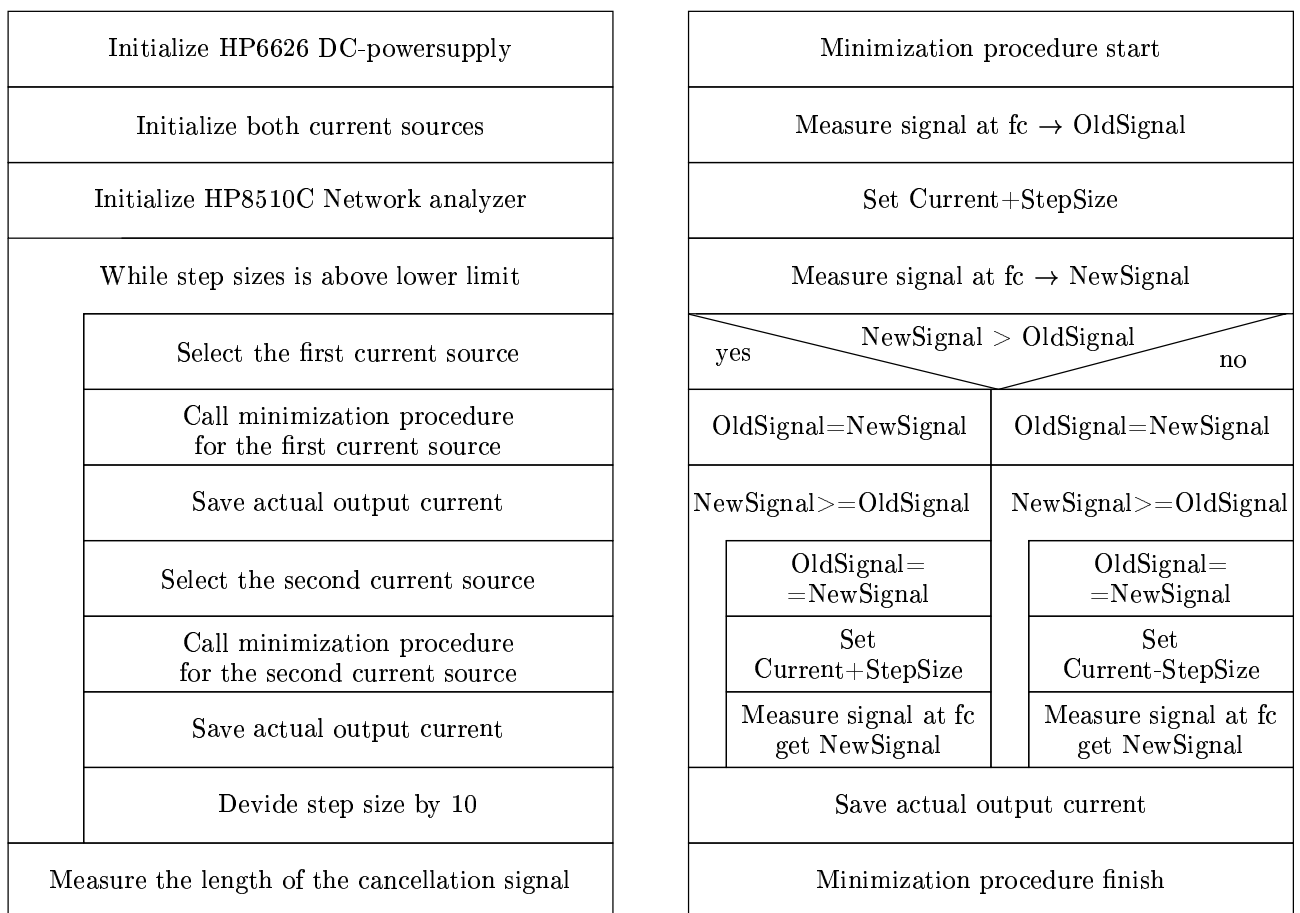 Initialize HP6626 DC-powersupply
Initialize both current sources
Initialize HP8510C Network analyzer
While step sizes is above lower limit
Select the first current source
Call minimization procedure
for the first current source
Save actual output current
Select the second current source
Call minimization procedure
for the second current source
Save actual output current
Devide step size by 10
Measure the length of the cancellation signal
Minimization procedure start
Measure signal at fc → OldSignal
Set Current+StepSize
Measure signal at fc → NewSignal
NewSignal > OldSignal
yes
no
OldSignal=NewSignal
NewSignal>=OldSignal
OldSignal=
=NewSignal
Set
Current+StepSize
Measure signal at fc
get NewSignal
OldSignal=NewSignal
NewSignal>=OldSignal
OldSignal=
=NewSignal
Set
Current-StepSize
Measure signal at fc
get NewSignal
Save actual output current
Minimization procedure finish